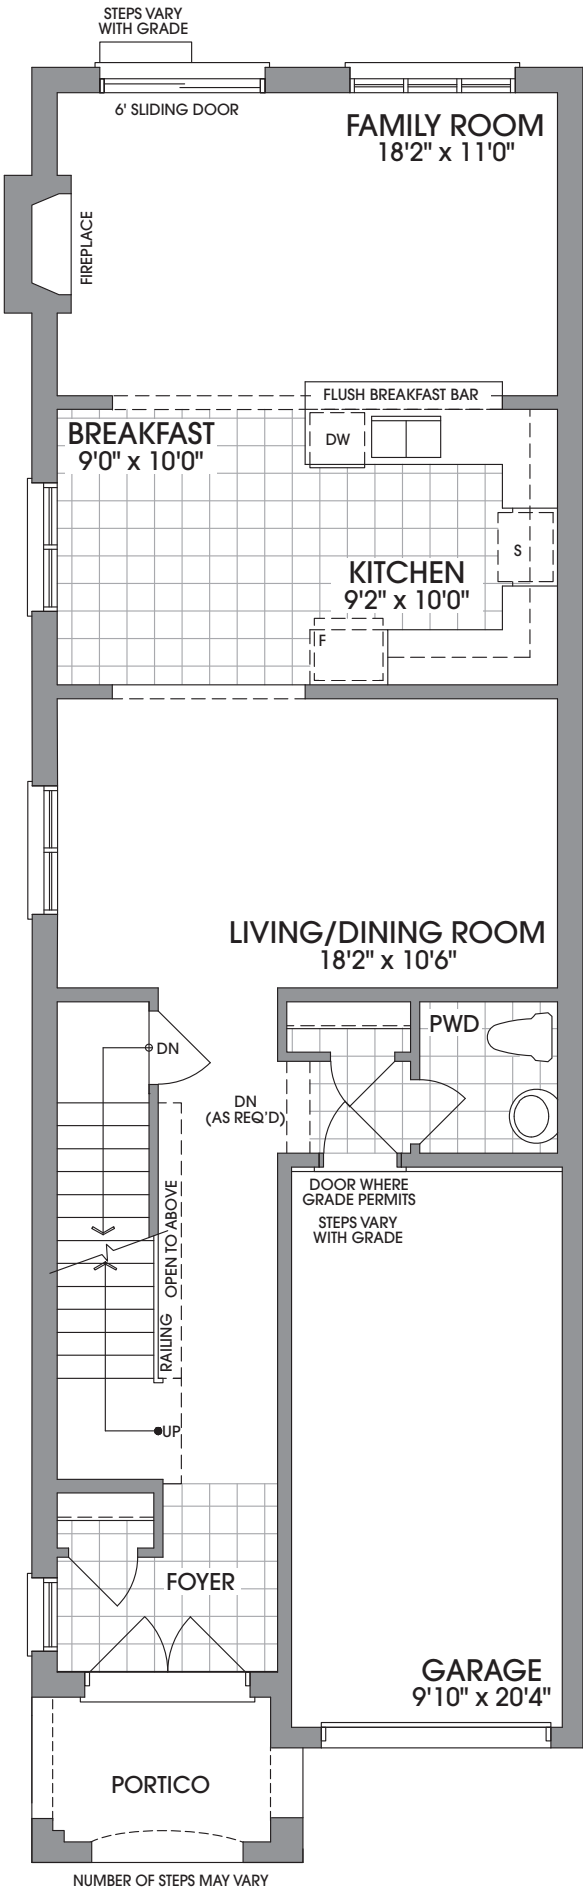 STEPS VARY
WITH GRADE
6' SLIDING DOOR
FAMILY ROOM
18'2" x 11'0"
FIREPLACE
FLUSH BREAKFAST BAR
BREAKFAST
9'0" x 10'0"
DW
S
KITCHEN
9'2" x 10'0"
F
LIVING/DINING ROOM
18'2" x 10'6"
PWD
DN
DN
(AS REQ'D)
DOOR WHERE
GRADE PERMITS
STEPS VARY
WITH GRADE
OPEN TO ABOVE
RAILING
UP
FOYER
GARAGE
9'10" x 20'4"
PORTICO
NUMBER OF STEPS MAY VARY